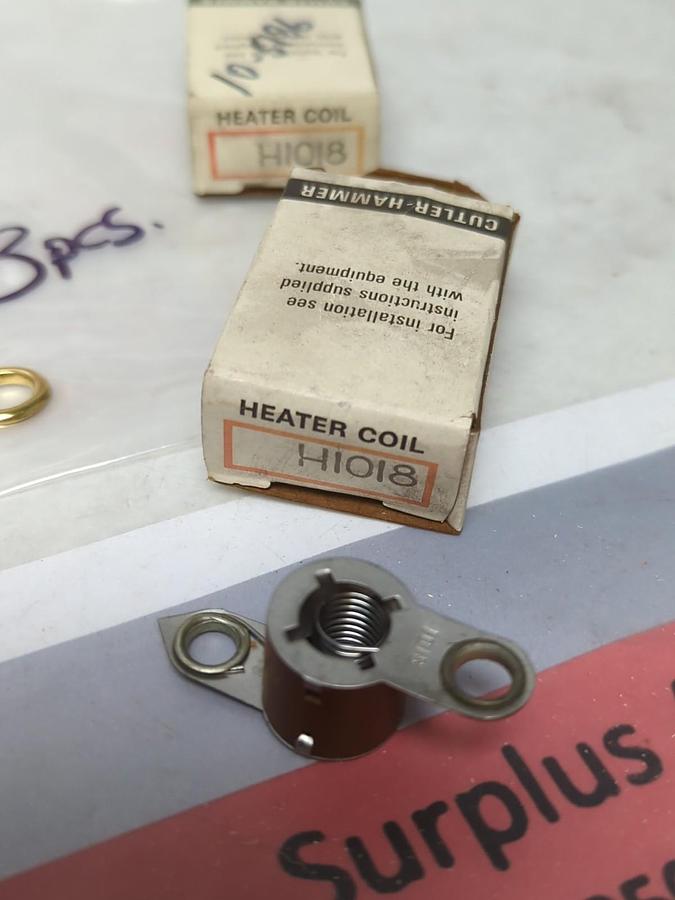 HEATER COIL
H1018
3pcs.
CUTLER-HAMMER
For installation see
instructions supplied
with the equipment.
HEATER COIL
H1018
Surplus